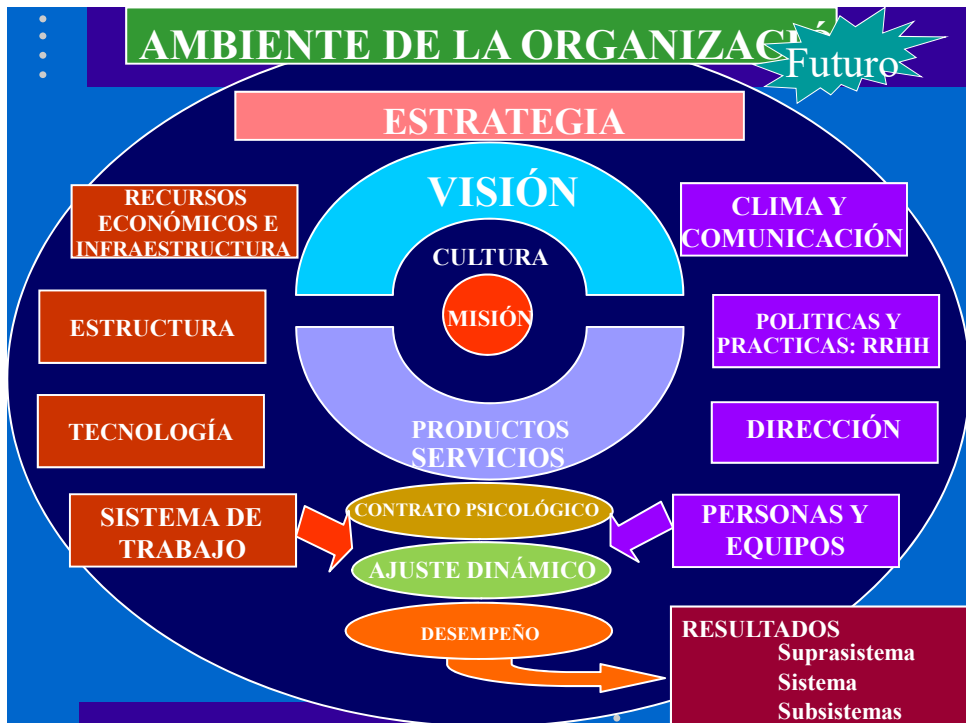 AMBIENTE DE LA ORGANIZACIÓ
Futuro
ESTRATEGIA
VISIÓN
RECURSOS
ECONÓMICOS E
INFRAESTRUCTURA
CLIMA Y
COMUNICACIÓN
CULTURA
MISIÓN
ESTRUCTURA
POLITICAS Y
PRACTICAS: RRHH
TECNOLOGÍA
PRODUCTOS
SERVICIOS
DIRECCIÓN
SISTEMA DE
TRABAJO
CONTRATO PSICOLÓGICO
PERSONAS Y
EQUIPOS
AJUSTE DINÁMICO
DESEMPEÑO
RESULTADOS
Suprasistema
Sistema
Subsistemas